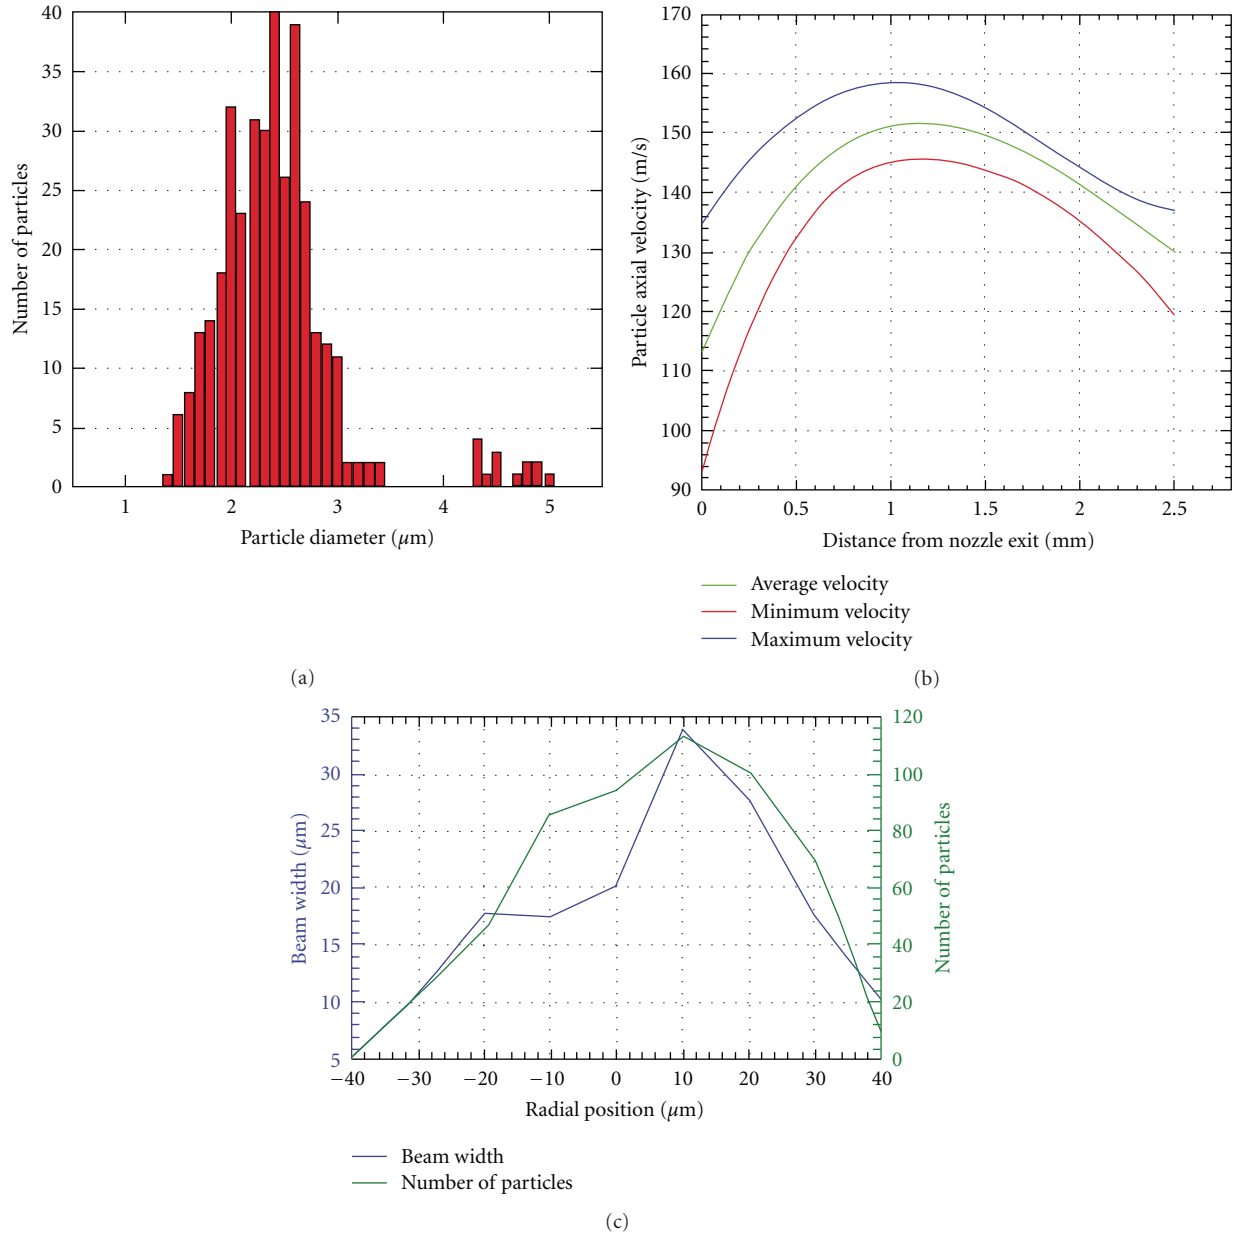 40
35
30
25
20
15
10
5
0
Number of particles
1 2 3 4 5
Particle diameter (μm)
(a)
170
160
150
140
130
120
110
100
90
Particle axial velocity (m/s)
0 0.5 1 1.5 2 2.5
Distance from nozzle exit (mm)
Average velocity
Minimum velocity
Maximum velocity
(b)
35
30
25
20
15
10
5
Beam width (μm)
120
100
80
60
40
20
0
Number of particles
−40 −30 −20 −10 0 10 20 30 40
Radial position (μm)
Beam width
Number of particles
(c)